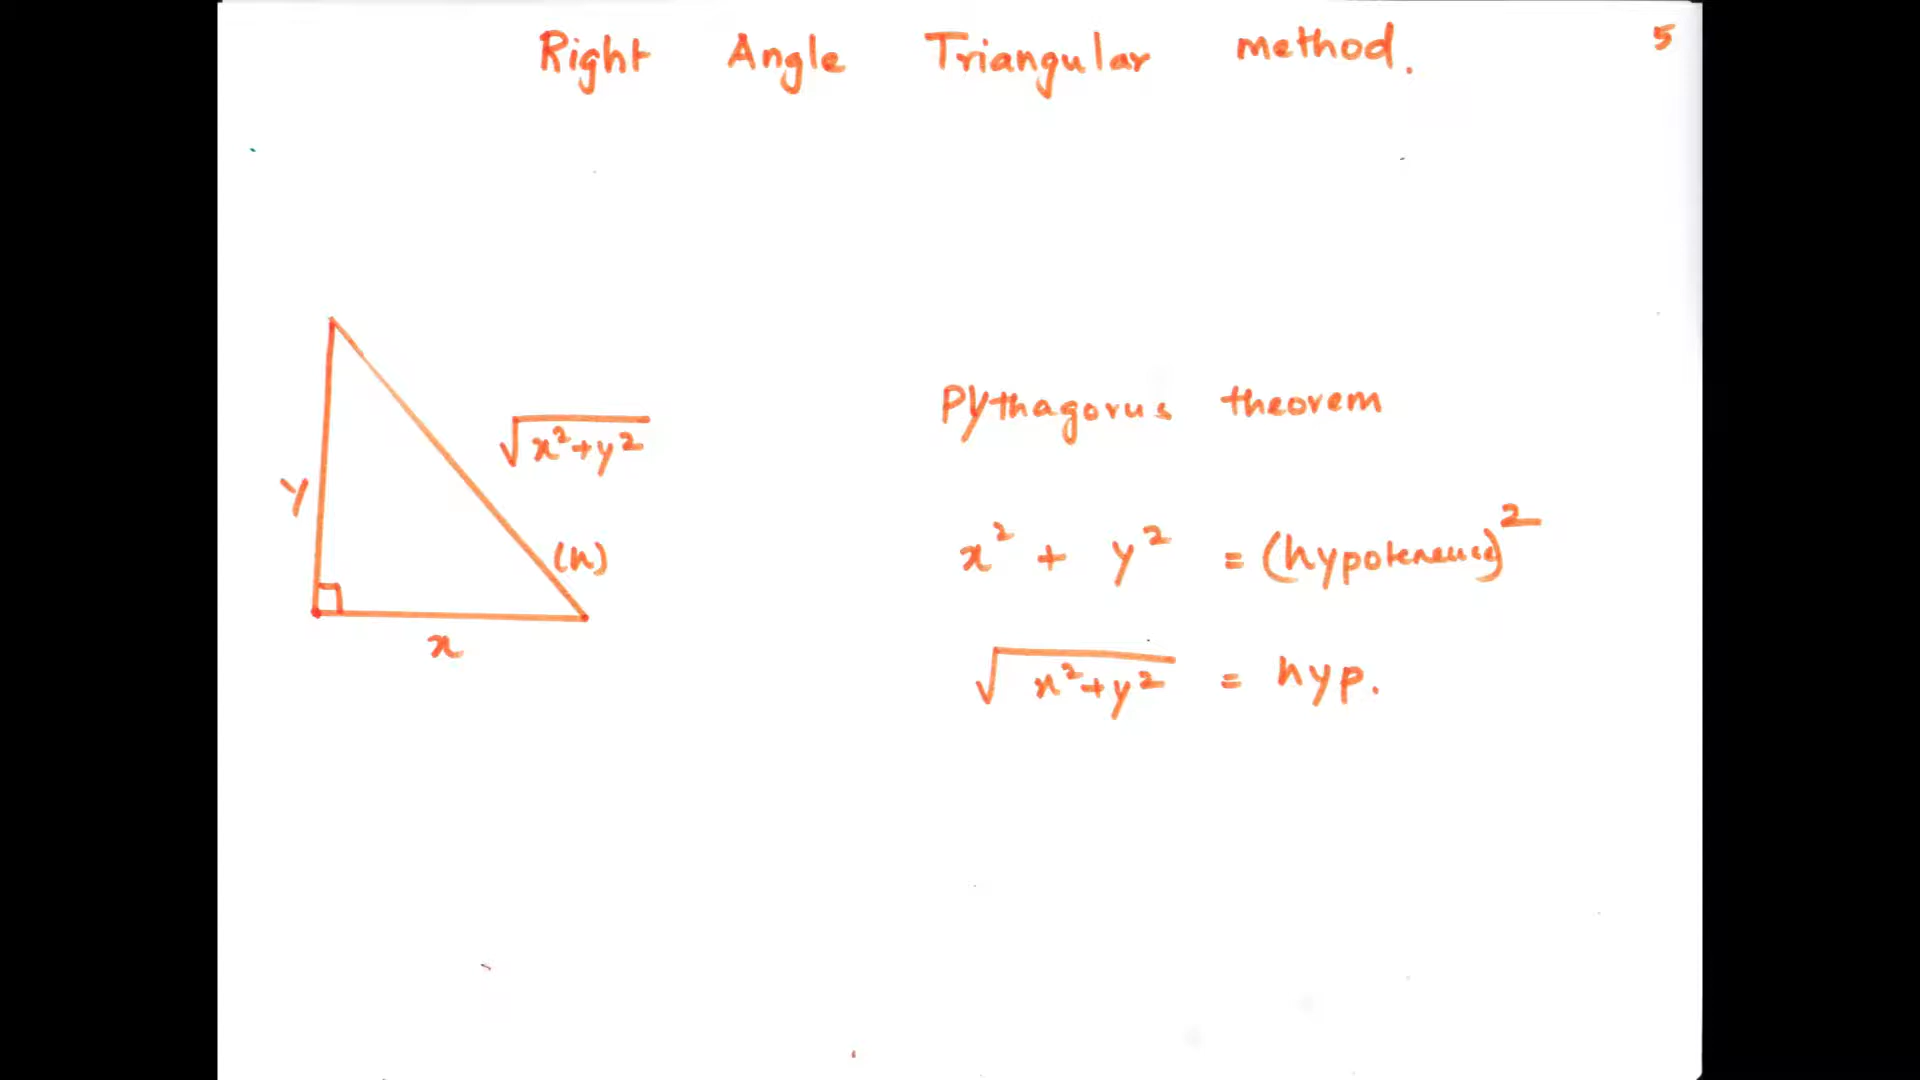 Right Angle Triangular method.
5
√x²+y²
y
(h)
x
Pythagorus theorem
x² + y² = (hypotenuse)²
√x²+y² = hyp.